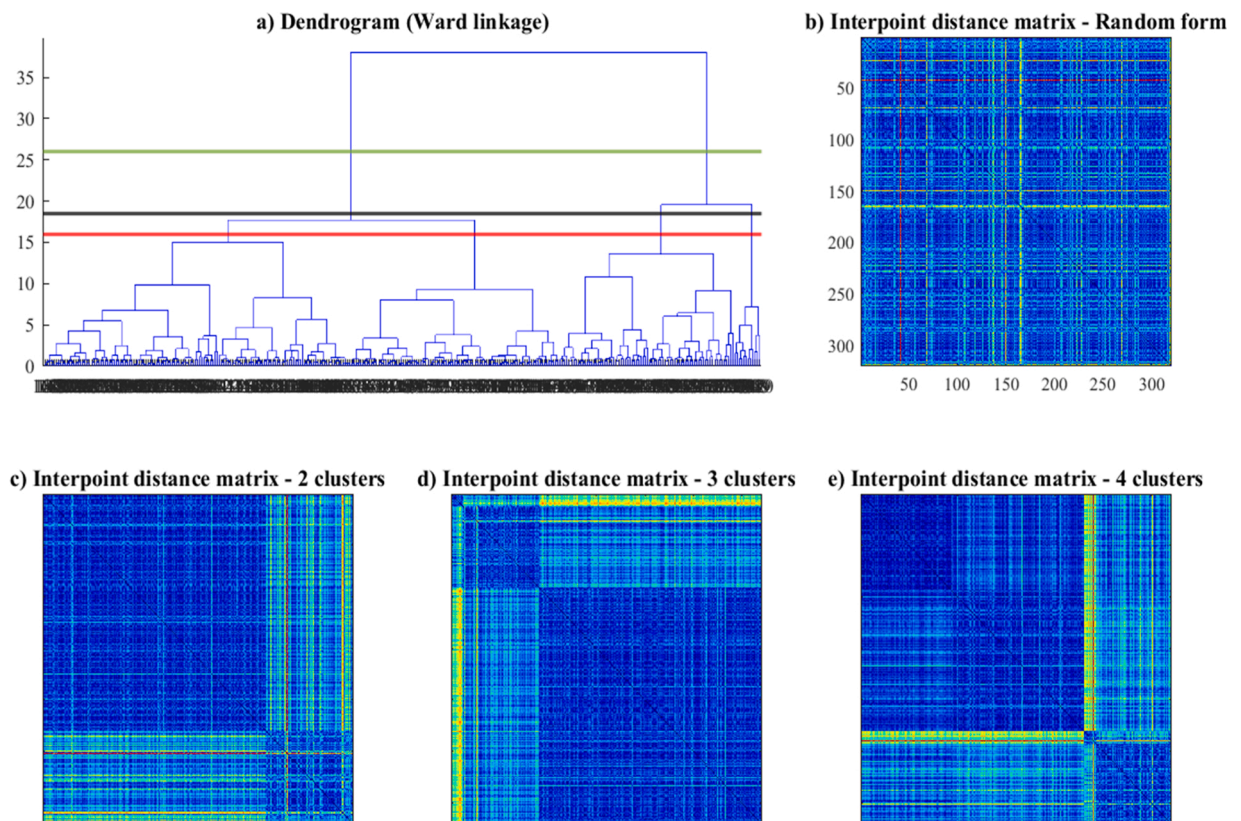 a) Dendrogram (Ward linkage)
35
30
25
20
15
10
5
0
b) Interpoint distance matrix - Random form
50
100
150
200
250
300
50 100 150 200 250 300
c) Interpoint distance matrix - 2 clusters
d) Interpoint distance matrix - 3 clusters
e) Interpoint distance matrix - 4 clusters